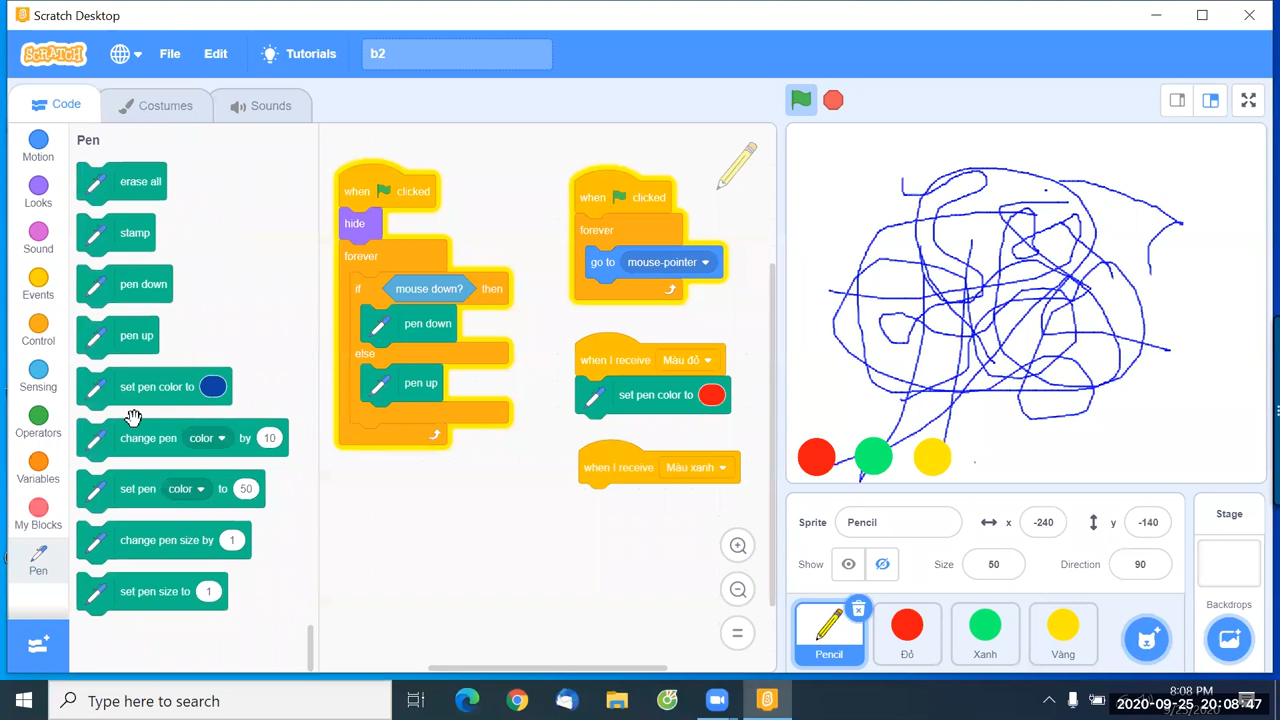 Scratch Desktop
SCRATCH File Edit Tutorials b2
Code Costumes Sounds
Motion
Looks
Sound
Events
Control
Sensing
Operators
Variables
My Blocks
Pen
Pen
erase all
stamp
pen down
pen up
set pen color to
change pen color by 10
set pen color to 50
change pen size by 1
set pen size to 1
when clicked
hide
forever
if mouse down? then
pen down
else
pen up
when clicked
forever
go to mouse-pointer
when I receive Màu đỏ
set pen color to
when I receive Màu xanh
Sprite Pencil x -240 y -140
Show Size 50 Direction 90
Pencil
Đỏ
Xanh
Vàng
Stage
Backdrops
Type here to search
8:08 PM
2020-09-25 20:08:47